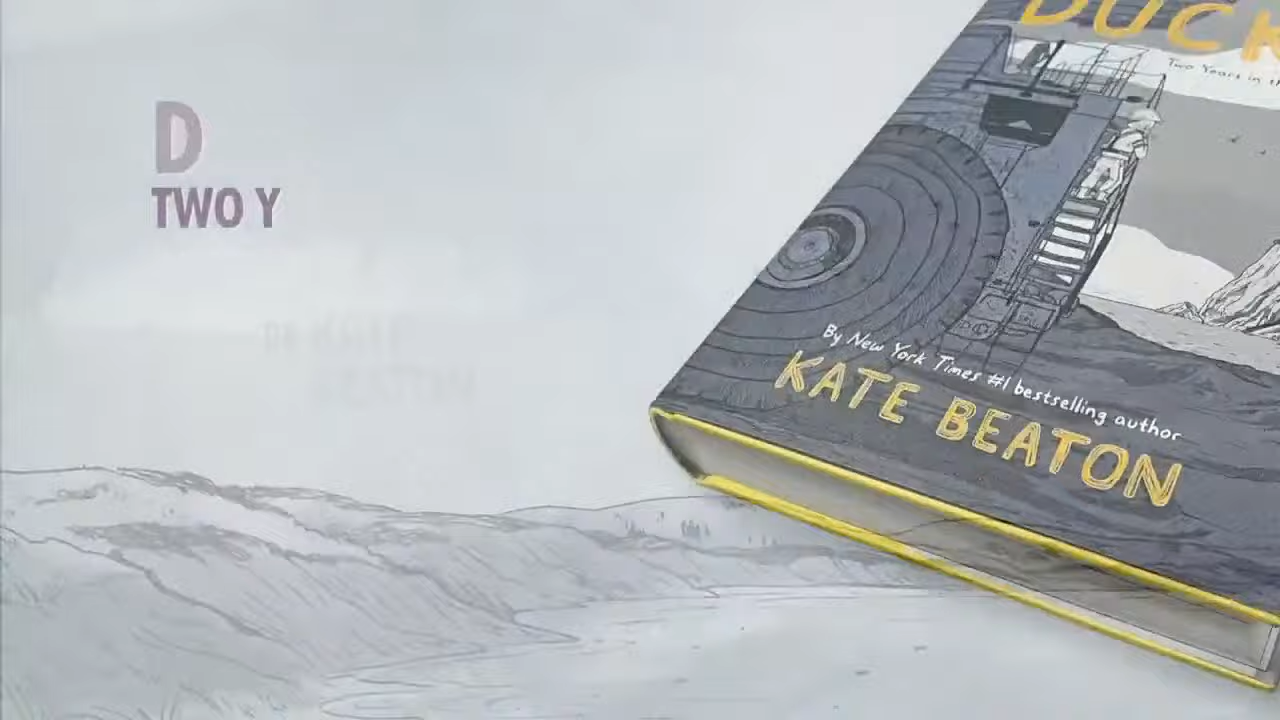 D
TWO Y
DUCK
Two Years in th
By New York Times #1 bestselling author
KATE BEATON